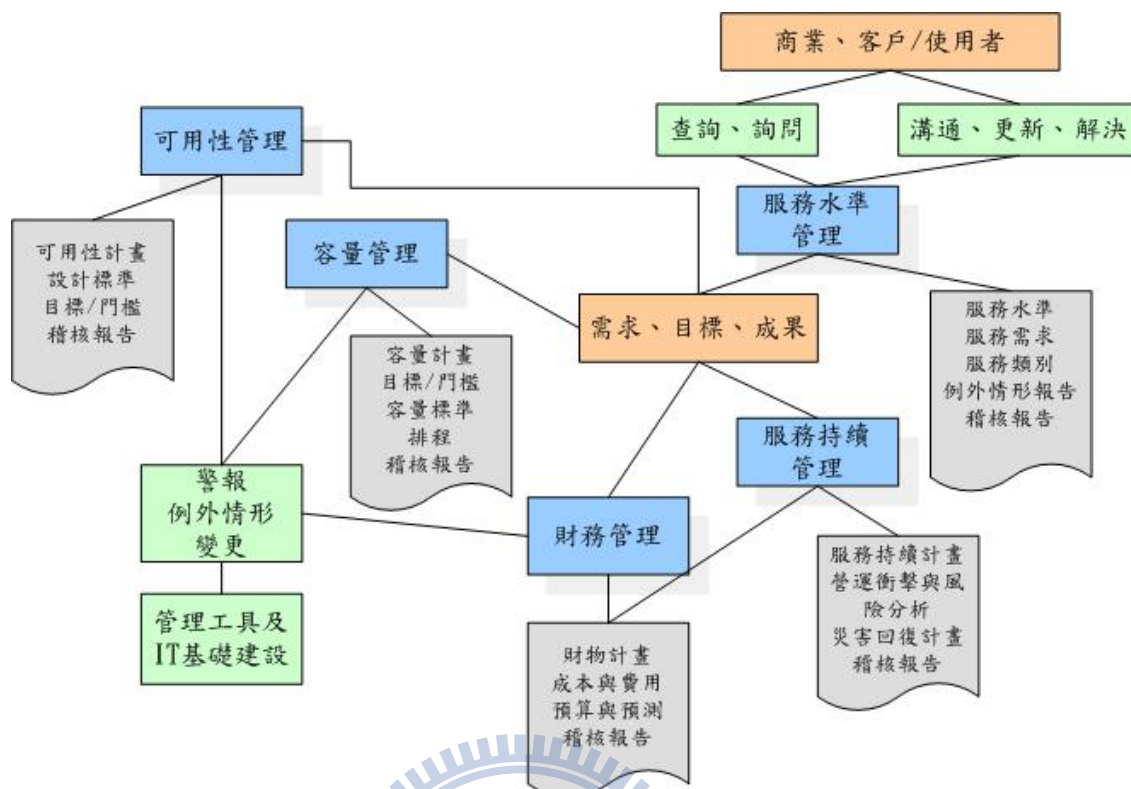 商業、客戶/使用者
查詢、詢問
溝通、更新、解決
可用性管理
服務水準
管理
可用性計畫
設計標準
目標/門檻
稽核報告
容量管理
需求、目標、成果
服務水準
服務需求
服務類別
例外情形報告
稽核報告
容量計畫
目標/門檻
容量標準
排程
稽核報告
服務持續
管理
警報
例外情形
變更
財務管理
服務持續計畫
營運衝擊與風
險分析
災害回復計畫
稽核報告
管理工具及
IT基礎建設
財物計畫
成本與費用
預算與預測
稽核報告